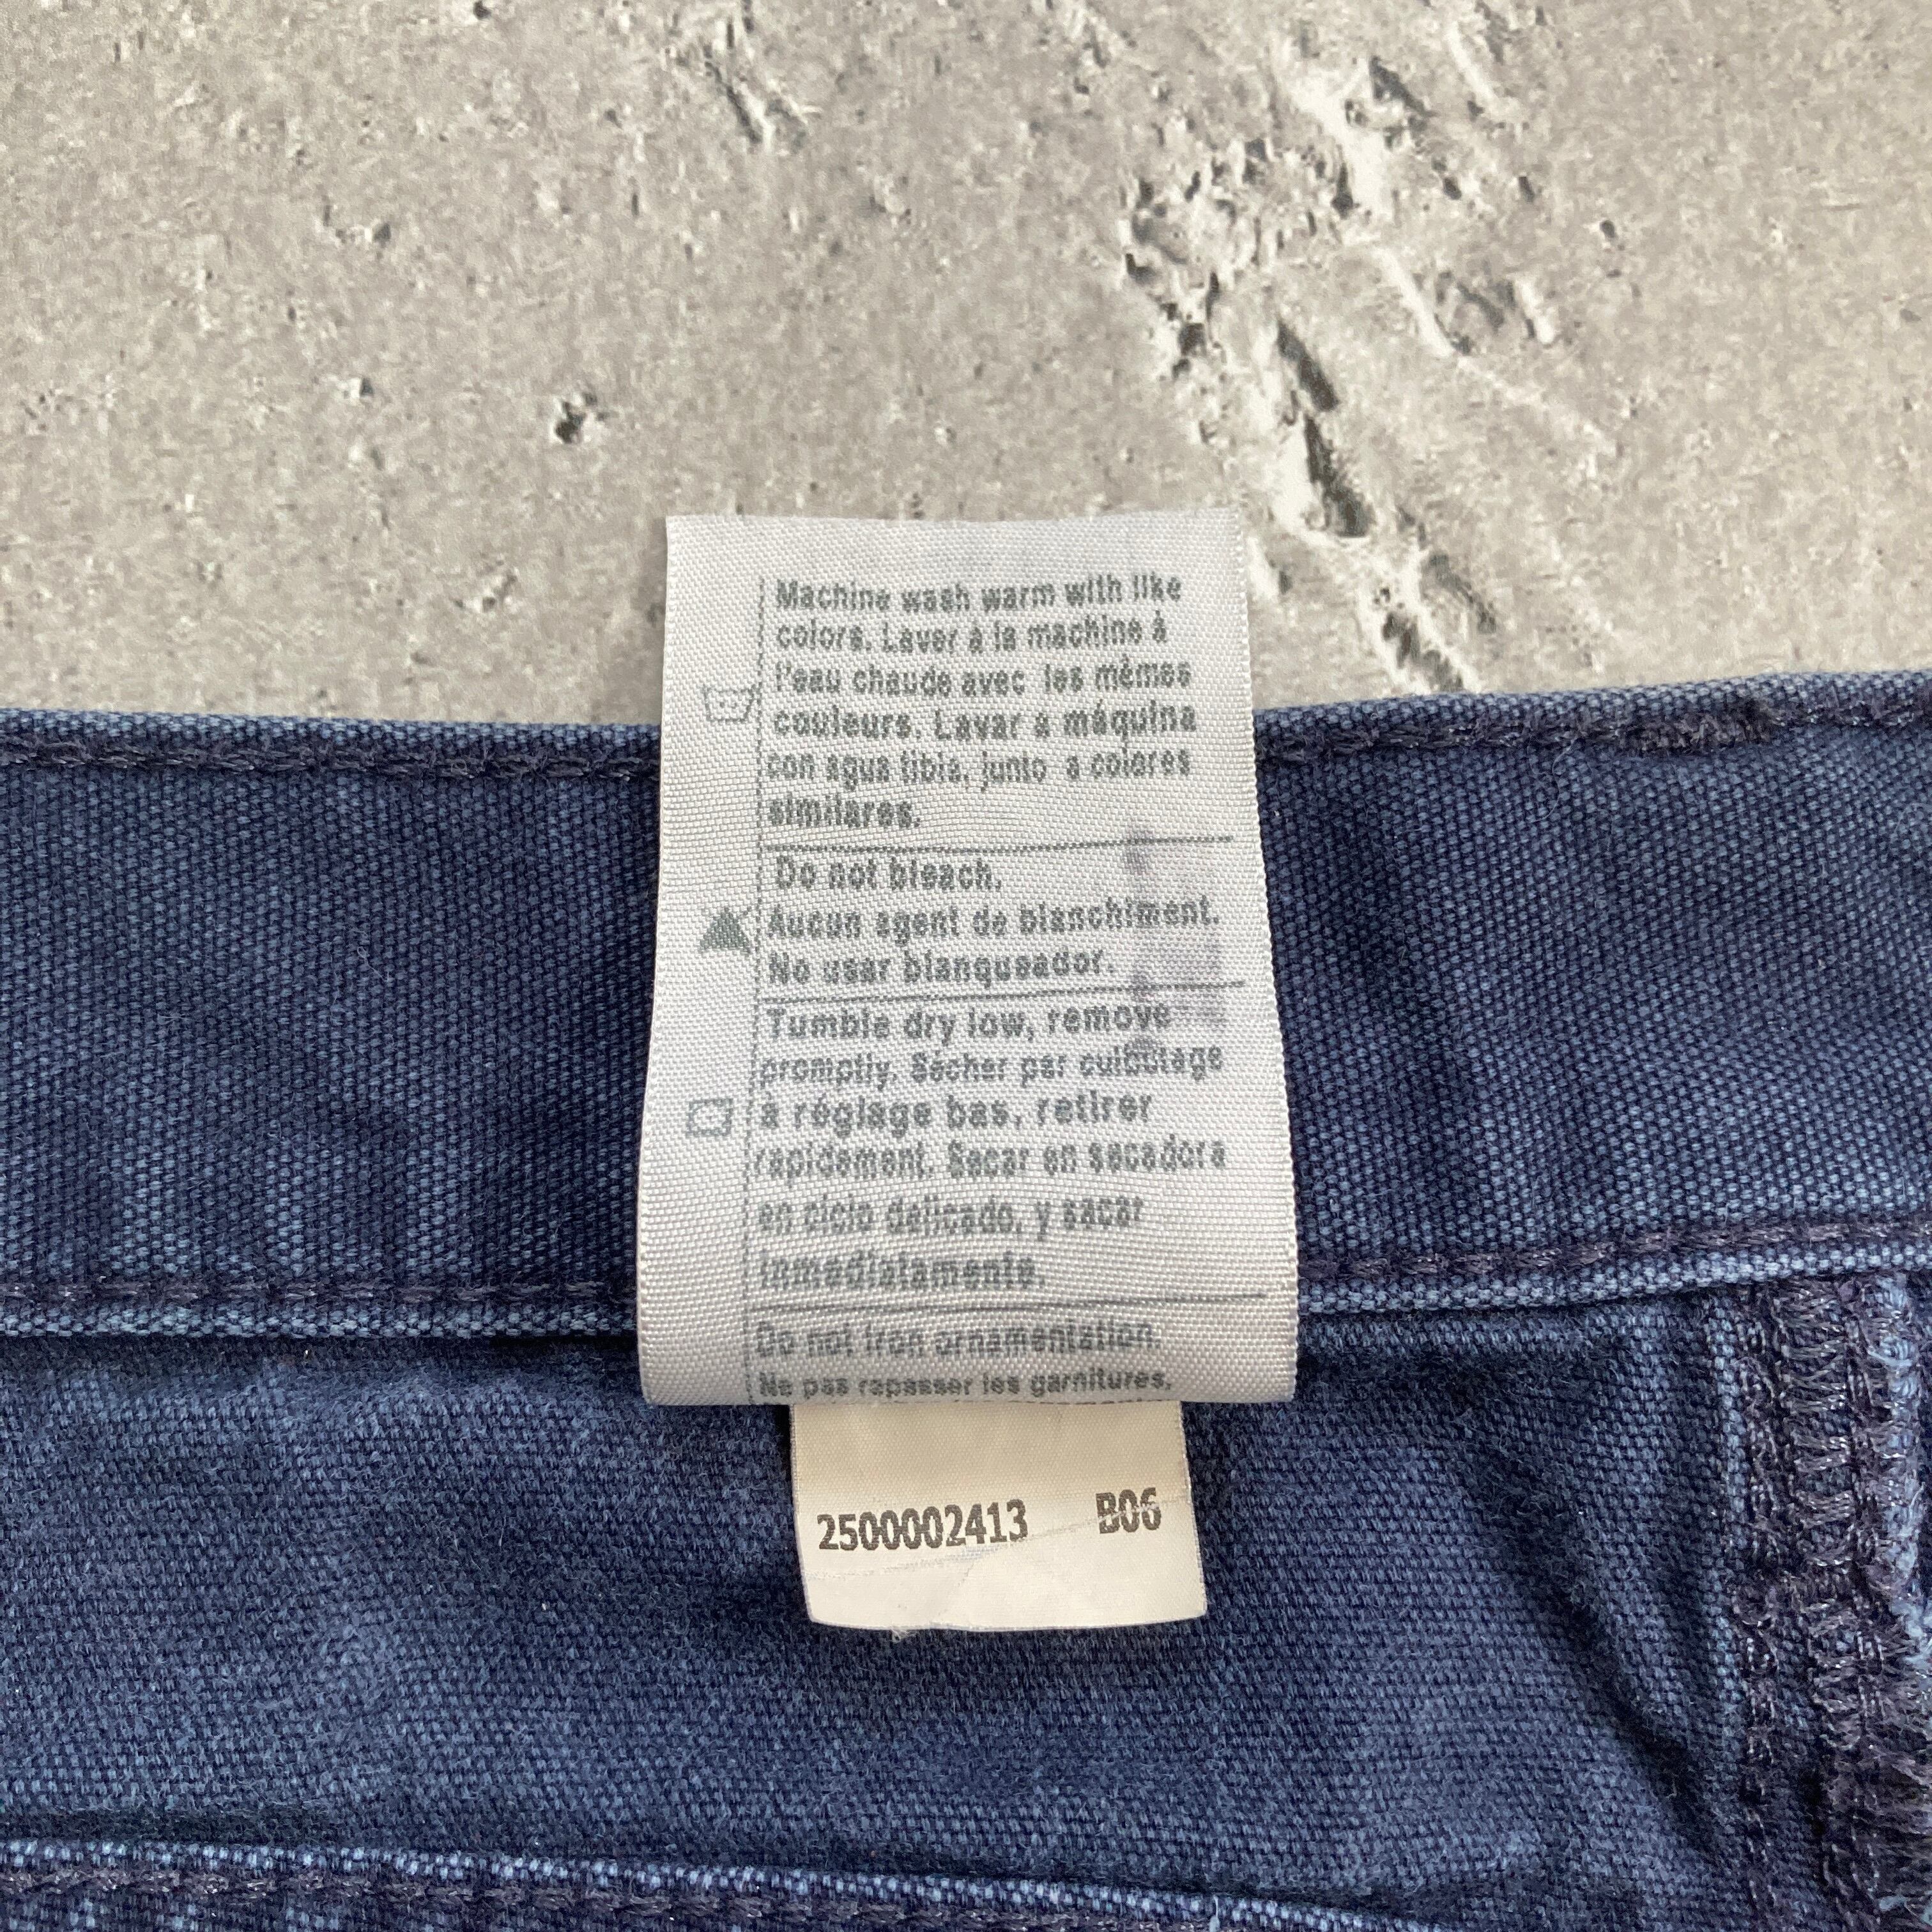 Machine wash warm with like
colors. Laver à la machine à
l'eau chaude avec les mêmes
couleurs. Lavar a máquina
con agua tibia, junto a colores
similares.
Do not bleach.
Aucun agent de blanchiment.
No usar blanqueador.
Tumble dry low, remove
promptly. Sécher par culbutage
à réglage bas, retirer
rapidement. Secar en secadora
en ciclo delicado, y sacar
inmediatamente.
Do not iron ornamentation.
Ne pas repasser les garnitures.
2500002413 B06